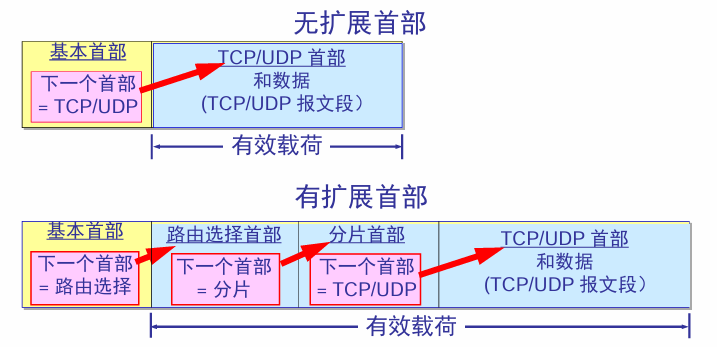 无扩展首部
基本首部
下一个首部
= TCP/UDP
TCP/UDP 首部
和数据
(TCP/UDP 报文段）
有效载荷
有扩展首部
基本首部
下一个首部
= 路由选择
路由选择首部
下一个首部
= 分片
分片首部
下一个首部
= TCP/UDP
TCP/UDP 首部
和数据
(TCP/UDP 报文段）
有效载荷